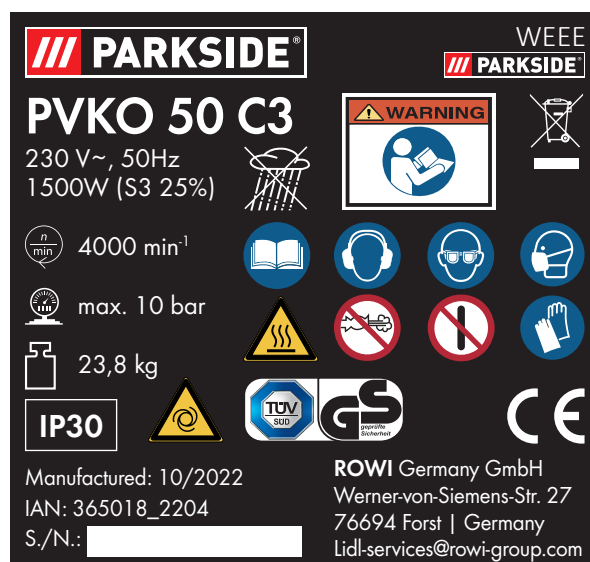 /// PARKSIDE®
WEEE
/// PARKSIDE®
PVKO 50 C3
230 V~, 50Hz
1500W (S3 25%)
WARNING
n
min
4000 min-1
max. 10 bar
23,8 kg
IP30
TÜV
SÜD
GS
geprüfte
Sicherheit
CE
Manufactured: 10/2022
IAN: 365018_2204
S./N.:
ROWI Germany GmbH
Werner-von-Siemens-Str. 27
76694 Forst | Germany
Lidl-services@rowi-group.com